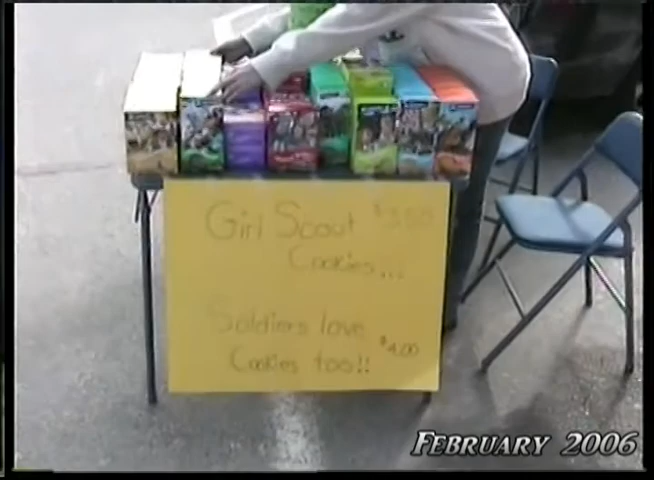 Girl Scout $3.50
Cookies...
Soldiers love
Cookies too!! $4.00
FEBRUARY 2006